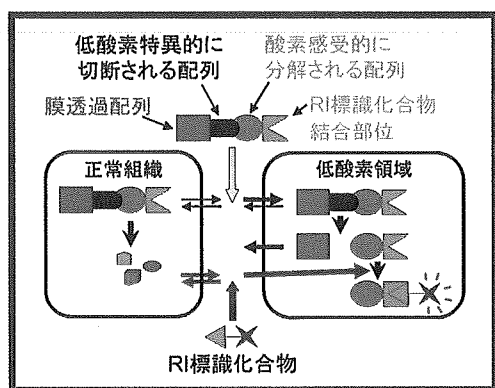 低酸素特異的に
切断される配列
酸素感受的に
分解される配列
膜透過配列
RI標識化合物
結合部位
正常組織
低酸素領域
RI標識化合物